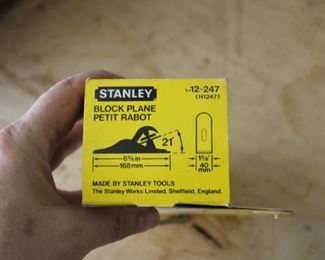 STANLEY 1-12-247
(H1247)
BLOCK PLANE
PETIT RABOT
21°
6⅝ in
168mm
1⅝"
40
mm
MADE BY STANLEY TOOLS
The Stanley Works Limited, Sheffield, England.